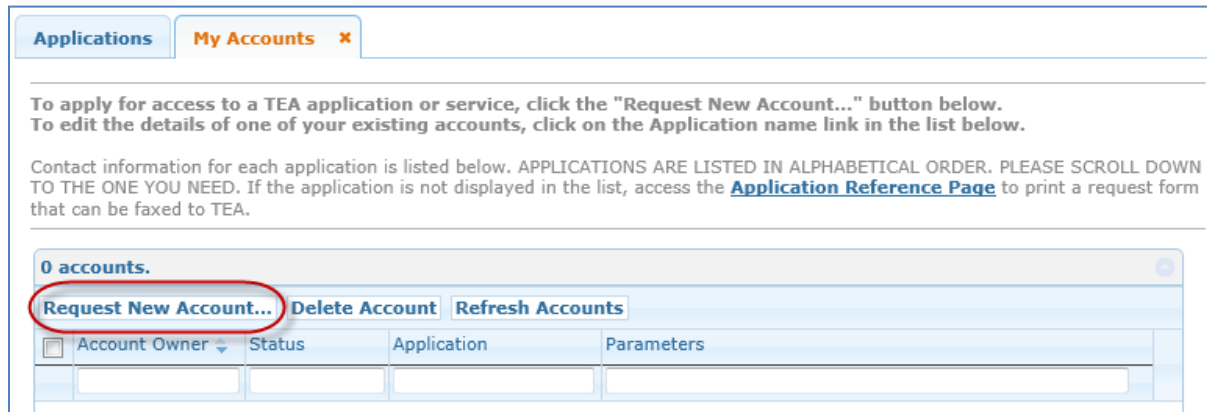 Applications My Accounts ×
To apply for access to a TEA application or service, click the "Request New Account..." button below.
To edit the details of one of your existing accounts, click on the Application name link in the list below.
Contact information for each application is listed below. APPLICATIONS ARE LISTED IN ALPHABETICAL ORDER. PLEASE SCROLL DOWN
TO THE ONE YOU NEED. If the application is not displayed in the list, access the Application Reference Page to print a request form
that can be faxed to TEA.
0 accounts.
Request New Account... Delete Account Refresh Accounts
Account Owner Status Application Parameters